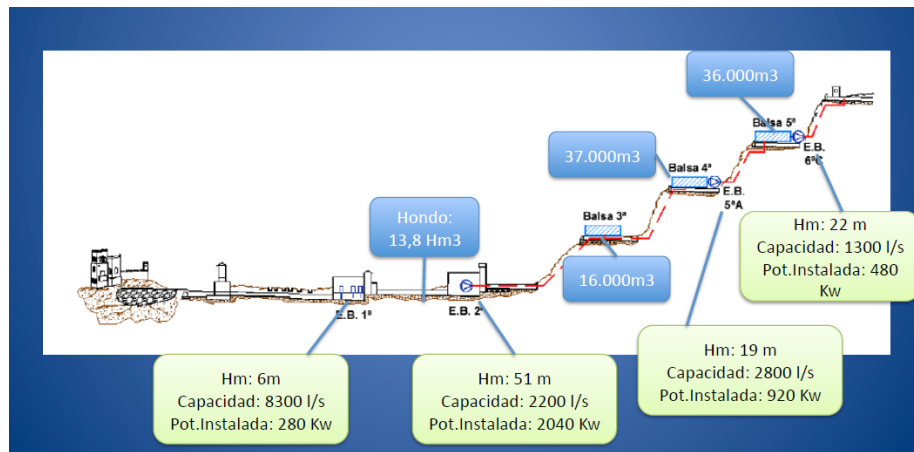 36.000m3
Balsa 5ª
E.B.
6ªC
37.000m3
Balsa 4ª
E.B.
5ªA
Hondo:
13,8 Hm3
Balsa 3ª
16.000m3
E.B. 1ª
E.B. 2ª
Hm: 22 m
Capacidad: 1300 l/s
Pot.Instalada: 480
Kw
Hm: 19 m
Capacidad: 2800 l/s
Pot.Instalada: 920 Kw
Hm: 6m
Capacidad: 8300 l/s
Pot.Instalada: 280 Kw
Hm: 51 m
Capacidad: 2200 l/s
Pot.Instalada: 2040 Kw